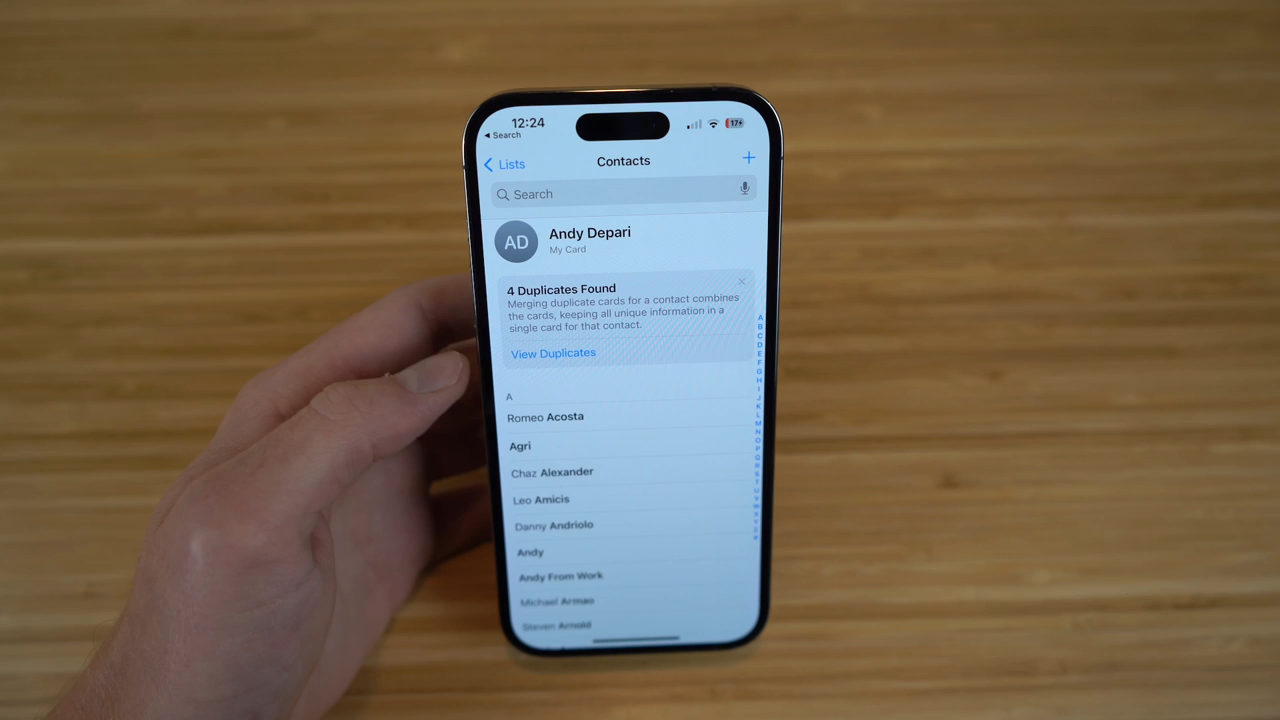 12:24
17
◀ Search
Lists
Contacts
+
Search
AD
Andy Depari
My Card
4 Duplicates Found
Merging duplicate cards for a contact combines
the cards, keeping all unique information in a
single card for that contact.
View Duplicates
A
Romeo Acosta
Agri
Chaz Alexander
Leo Amicis
Danny Andriolo
Andy
Andy From Work
Michael Armao
Steven Arnold
A
B
C
D
E
F
G
H
I
J
K
L
M
N
O
P
Q
R
S
T
U
V